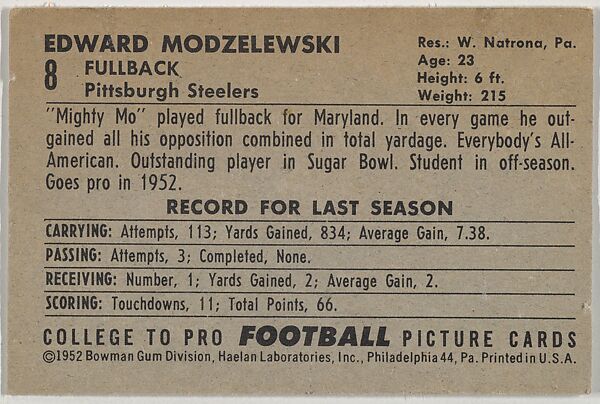 EDWARD MODZELEWSKI
8 FULLBACK
Pittsburgh Steelers
Res.: W. Natrona, Pa.
Age: 23
Height: 6 ft.
Weight: 215
"Mighty Mo" played fullback for Maryland. In every game he out-
gained all his opposition combined in total yardage. Everybody's All-
American. Outstanding player in Sugar Bowl. Student in off-season.
Goes pro in 1952.
RECORD FOR LAST SEASON
CARRYING: Attempts, 113; Yards Gained, 834; Average Gain, 7.38.
PASSING: Attempts, 3; Completed, None.
RECEIVING: Number, 1; Yards Gained, 2; Average Gain, 2.
SCORING: Touchdowns, 11; Total Points, 66.
COLLEGE TO PRO FOOTBALL PICTURE CARDS
©1952 Bowman Gum Division, Haelan Laboratories, Inc., Philadelphia 44, Pa. Printed in U.S.A.